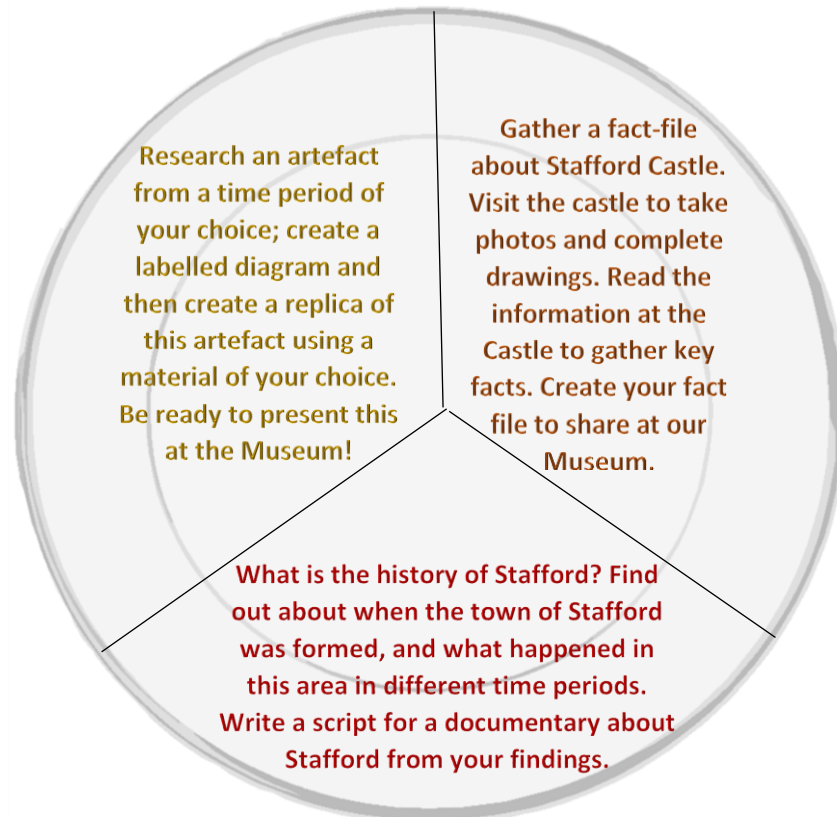 Research an artefact
from a time period of
your choice; create a
labelled diagram and
then create a replica of
this artefact using a
material of your choice.
Be ready to present this
at the Museum!
Gather a fact-file
about Stafford Castle.
Visit the castle to take
photos and complete
drawings. Read the
information at the
Castle to gather key
facts. Create your fact
file to share at our
Museum.
What is the history of Stafford? Find
out about when the town of Stafford
was formed, and what happened in
this area in different time periods.
Write a script for a documentary about
Stafford from your findings.